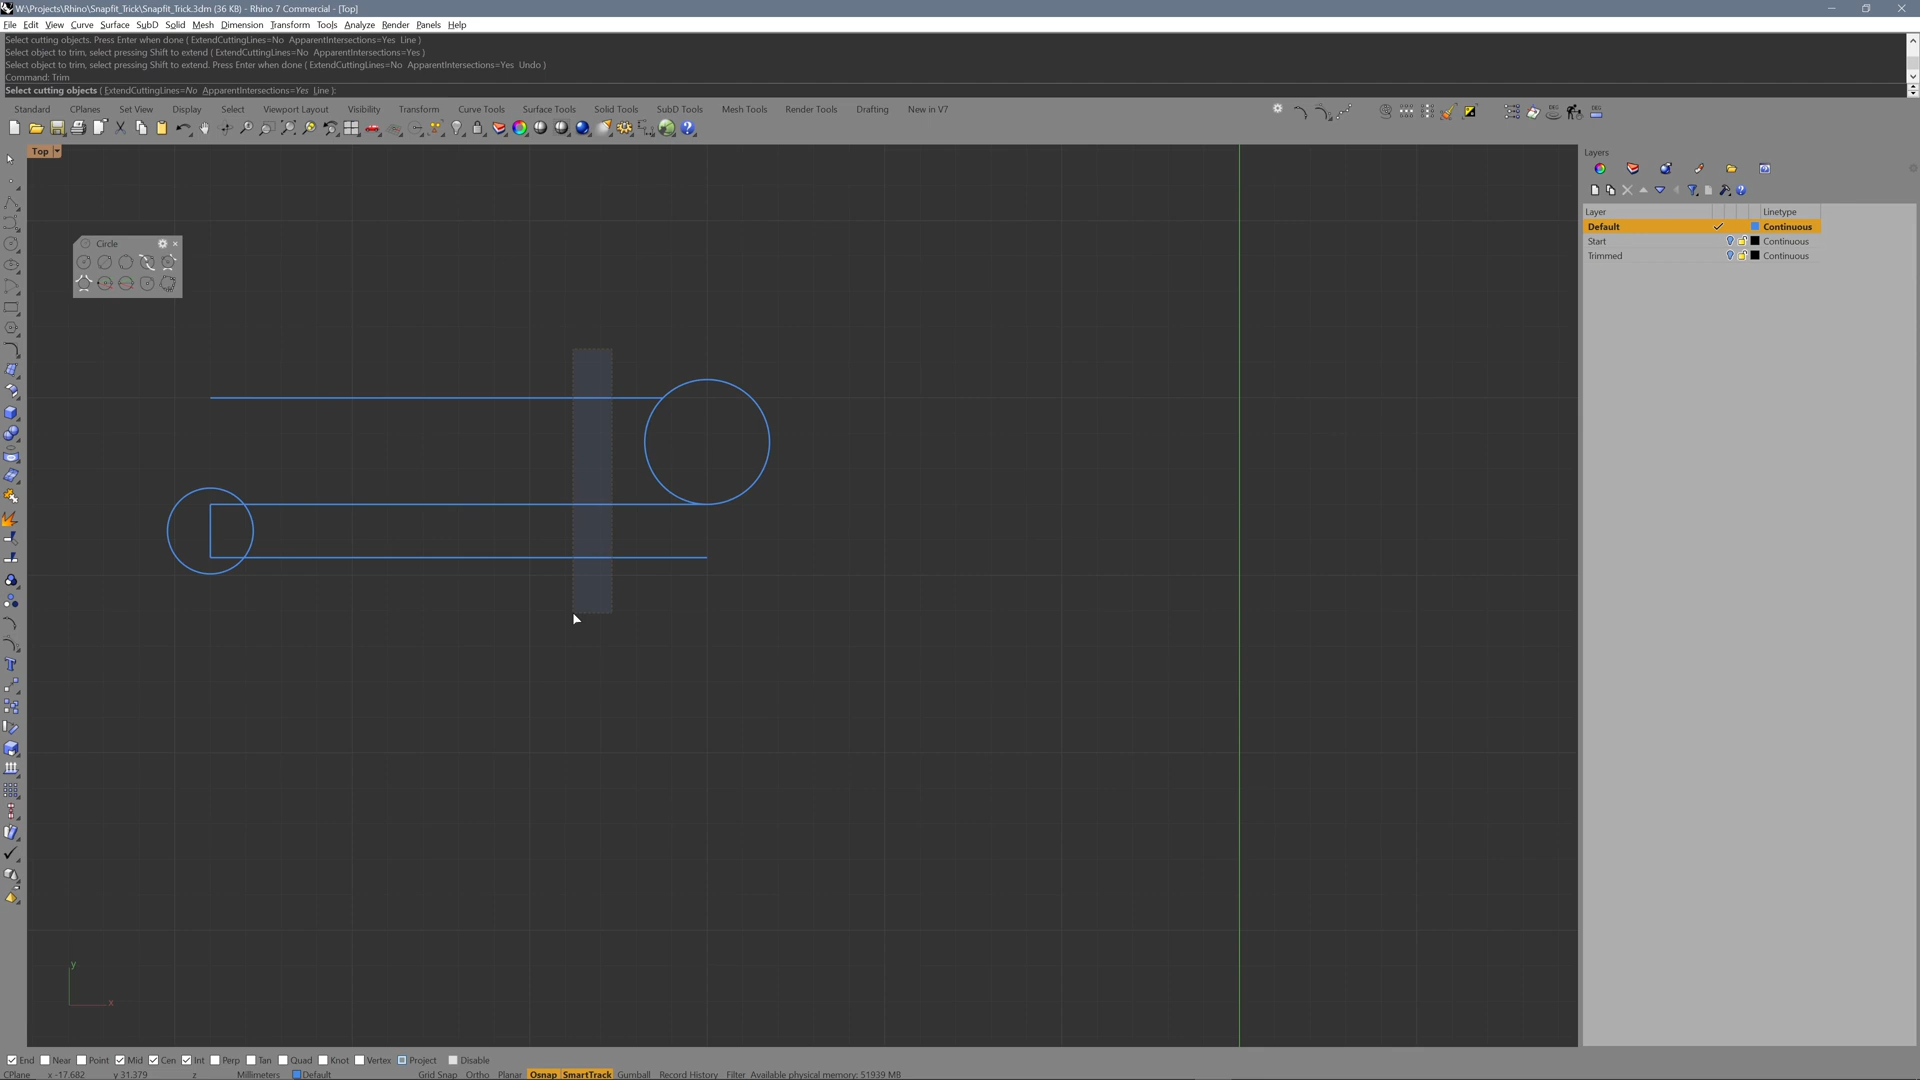 W:\Projects\Rhino\Snapfit_Trick\Snapfit_Trick.3dm (36 KB) - Rhino 7 Commercial - [Top]
File Edit View Curve Surface SubD Solid Mesh Dimension Transform Tools Analyze Render Panels Help
Select cutting objects. Press Enter when done ( ExtendCuttingLines=No ApparentIntersections=Yes Line )
Select object to trim, select pressing Shift to extend ( ExtendCuttingLines=No ApparentIntersections=Yes )
Select object to trim, select pressing Shift to extend. Press Enter when done ( ExtendCuttingLines=No ApparentIntersections=Yes Undo )
Command: Trim
Select cutting objects ( ExtendCuttingLines=No ApparentIntersections=Yes Line ):
Standard CPlanes Set View Display Select Viewport Layout Visibility Transform Curve Tools Surface Tools Solid Tools SubD Tools Mesh Tools Render Tools Drafting New in V7
Top
Layers
Layer Linetype
Default Continuous
Start Continuous
Trimmed Continuous
Circle
y
x
End Near Point Mid Cen Int Perp Tan Quad Knot Vertex Project Disable
CPlane x -17.682 y 31.379 z Millimeters Default Grid Snap Ortho Planar Osnap SmartTrack Gumball Record History Filter Available physical memory: 51939 MB